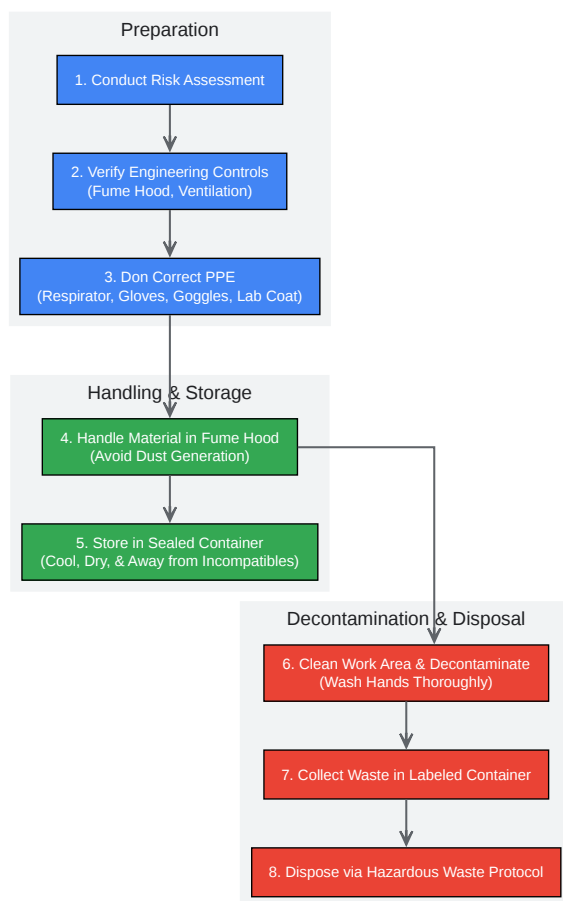 Preparation
1. Conduct Risk Assessment
2. Verify Engineering Controls
(Fume Hood, Ventilation)
3. Don Correct PPE
(Respirator, Gloves, Goggles, Lab Coat)
Handling & Storage
4. Handle Material in Fume Hood
(Avoid Dust Generation)
5. Store in Sealed Container
(Cool, Dry, & Away from Incompatibles)
Decontamination & Disposal
6. Clean Work Area & Decontaminate
(Wash Hands Thoroughly)
7. Collect Waste in Labeled Container
8. Dispose via Hazardous Waste Protocol